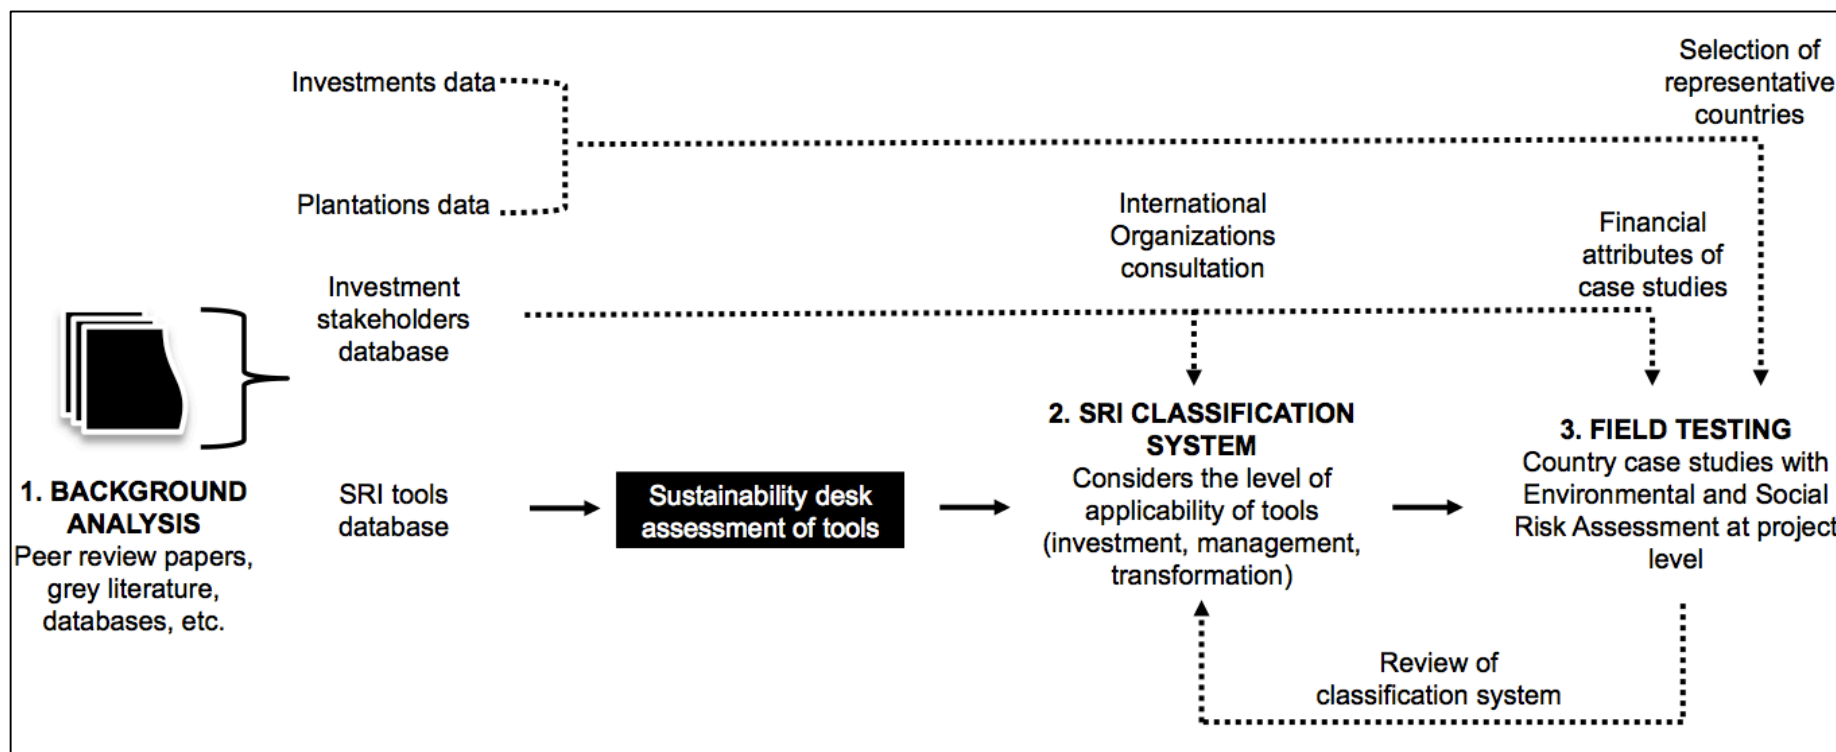 Investments data
Plantations data
Investment
stakeholders
database
1. BACKGROUND
ANALYSIS
Peer review papers,
grey literature,
databases, etc.
SRI tools
database
Sustainability desk
assessment of tools
International
Organizations
consultation
2. SRI CLASSIFICATION
SYSTEM
Considers the level of
applicability of tools
(investment, management,
transformation)
Selection of
representative
countries
Financial
attributes of
case studies
3. FIELD TESTING
Country case studies with
Environmental and Social
Risk Assessment at project
level
Review of
classification system